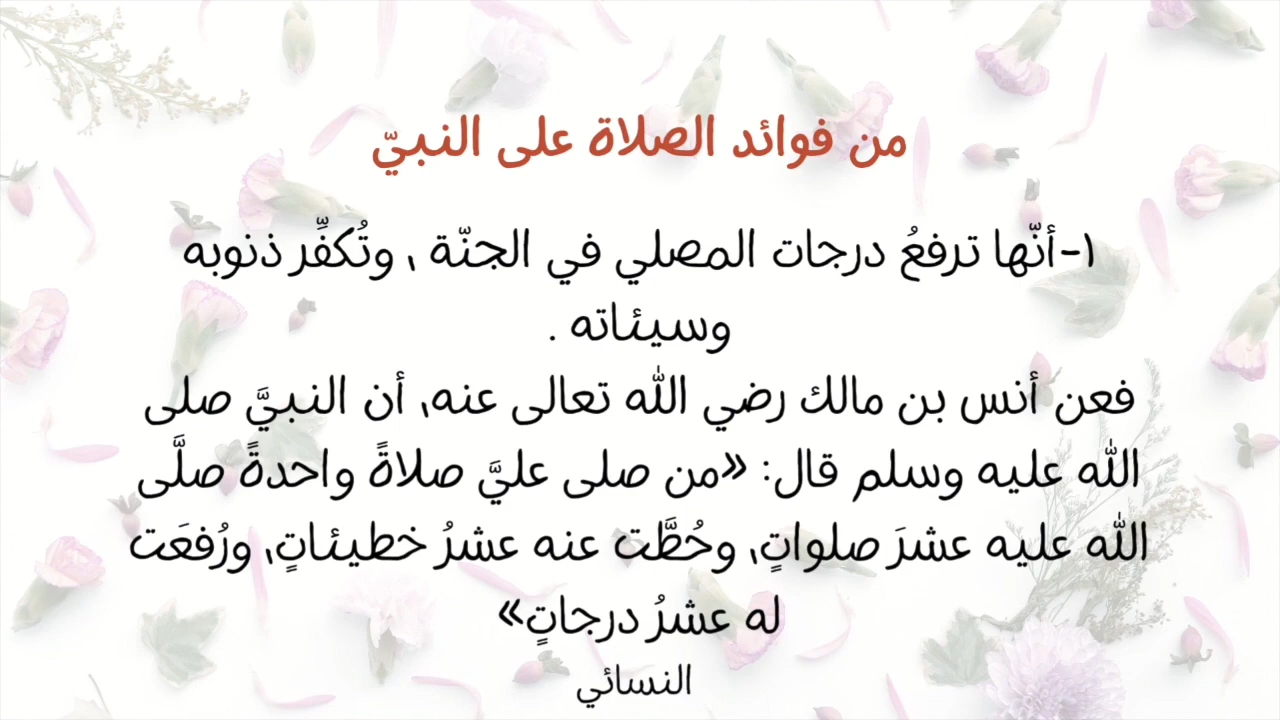 من فوائد الصلاة على النبيّ
١-أنّها ترفعُ درجات المصلي في الجنّة ، وتُكفِّر ذنوبه
وسيئاته .
فعن أنس بن مالك رضي الله تعالى عنه، أن النبيَّ صلى
الله عليه وسلم قال: «من صلى عليَّ صلاةً واحدةً صلَّى
الله عليه عشرَ صلواتٍ، وحُطَّت عنه عشرُ خطيئاتٍ، ورُفعَت
له عشرُ درجاتٍ»
النسائي